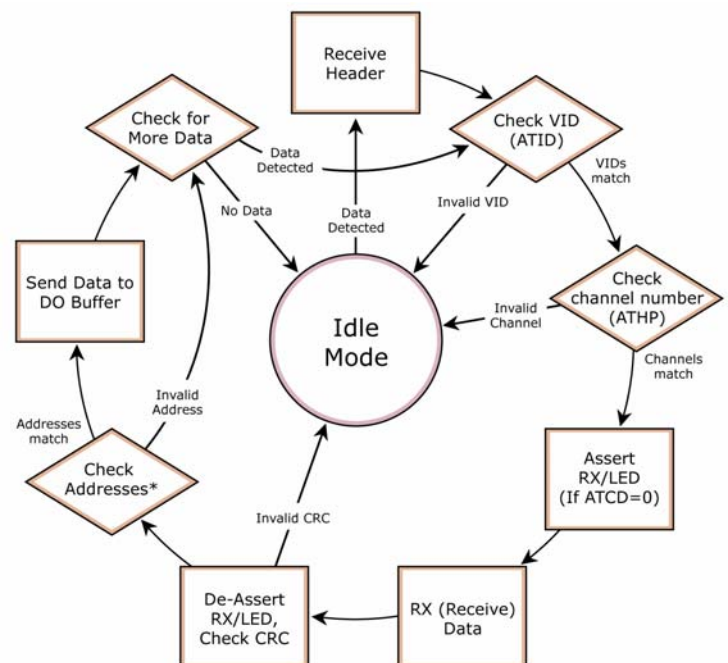 Receive
Header
Check for
More Data
Check VID
(ATID)
Data
Detected
VIDs
match
No Data
Data
Detected
Invalid VID
Send Data to
DO Buffer
Check
channel number
(ATHP)
Invalid
Channel
Idle
Mode
Channels
match
Invalid
Address
Addresses
match
Check
Addresses*
Assert
RX/LED
(If ATCD=0)
Invalid CRC
De-Assert
RX/LED,
Check CRC
RX (Receive)
Data